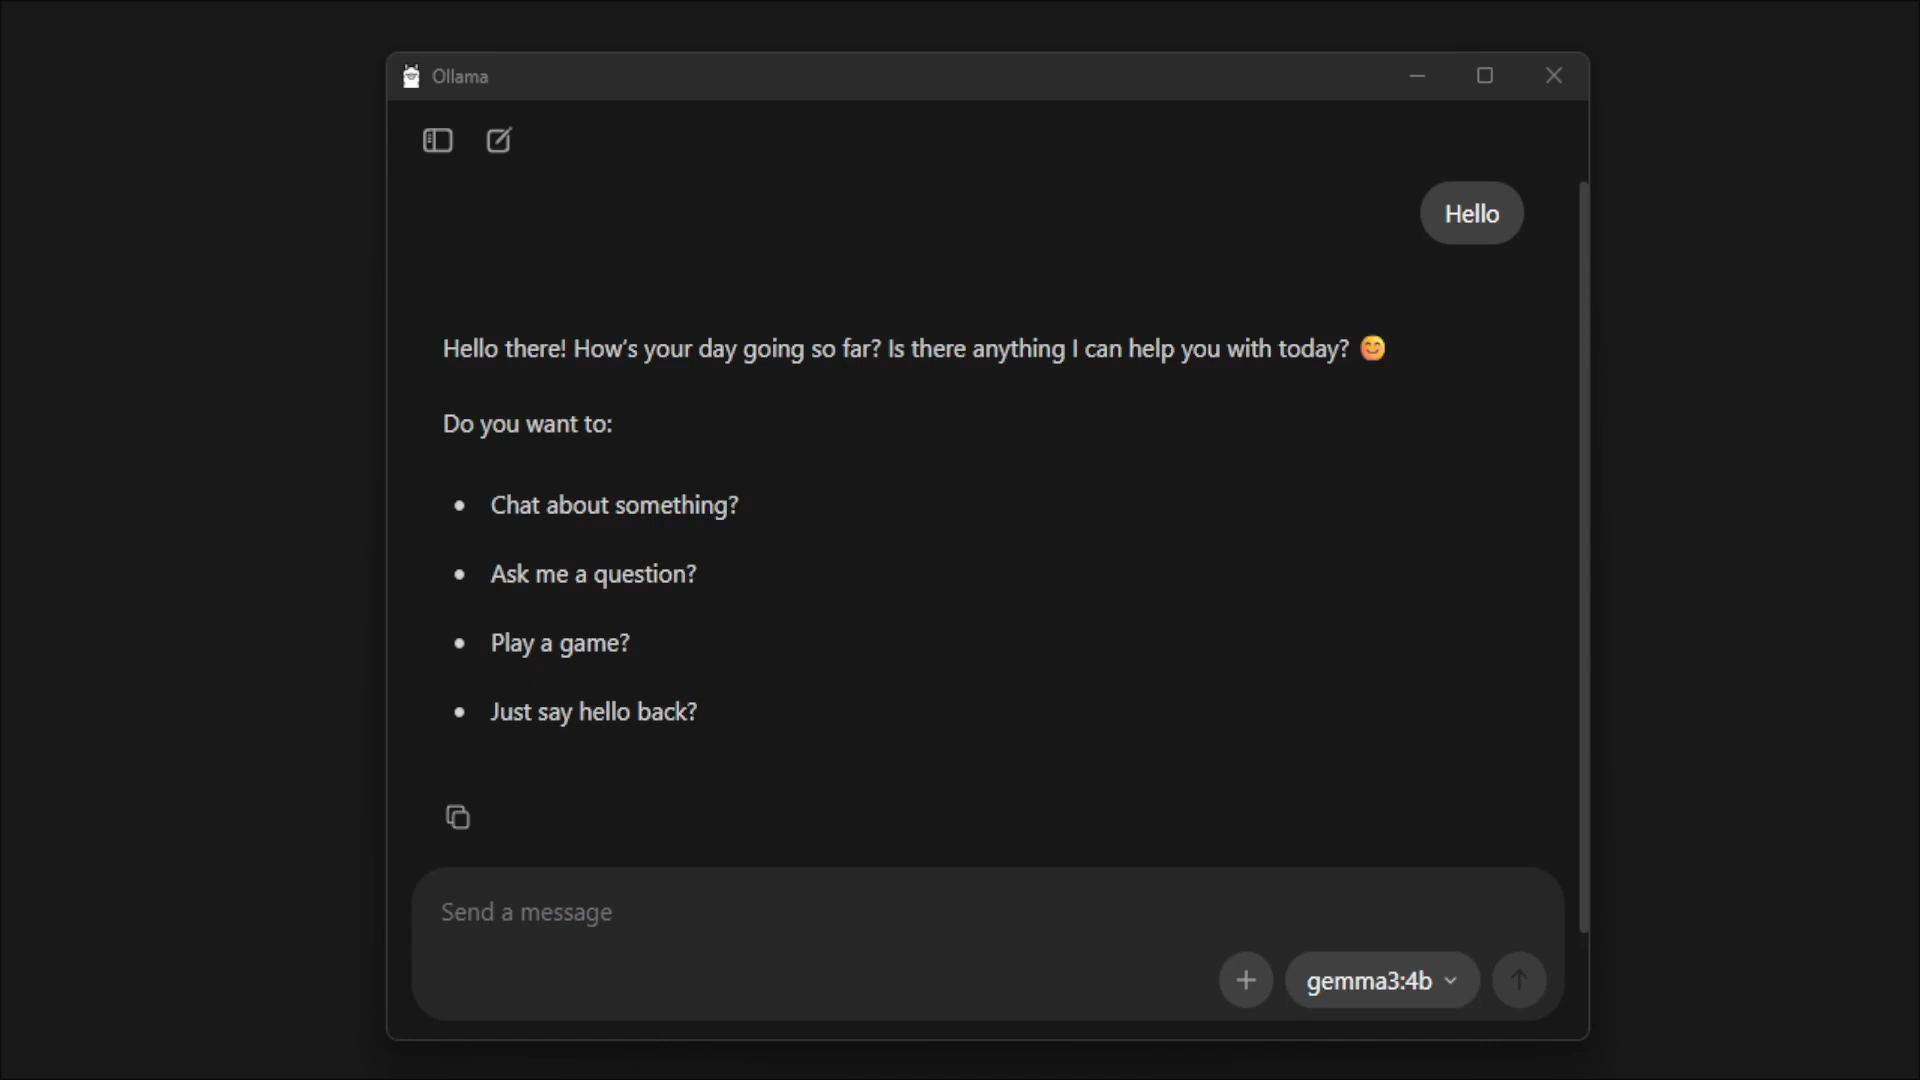 Ollama
Hello
Hello there! How’s your day going so far? Is there anything I can help you with today? 😊
Do you want to:
• Chat about something?
• Ask me a question?
• Play a game?
• Just say hello back?
Send a message
gemma3:4b